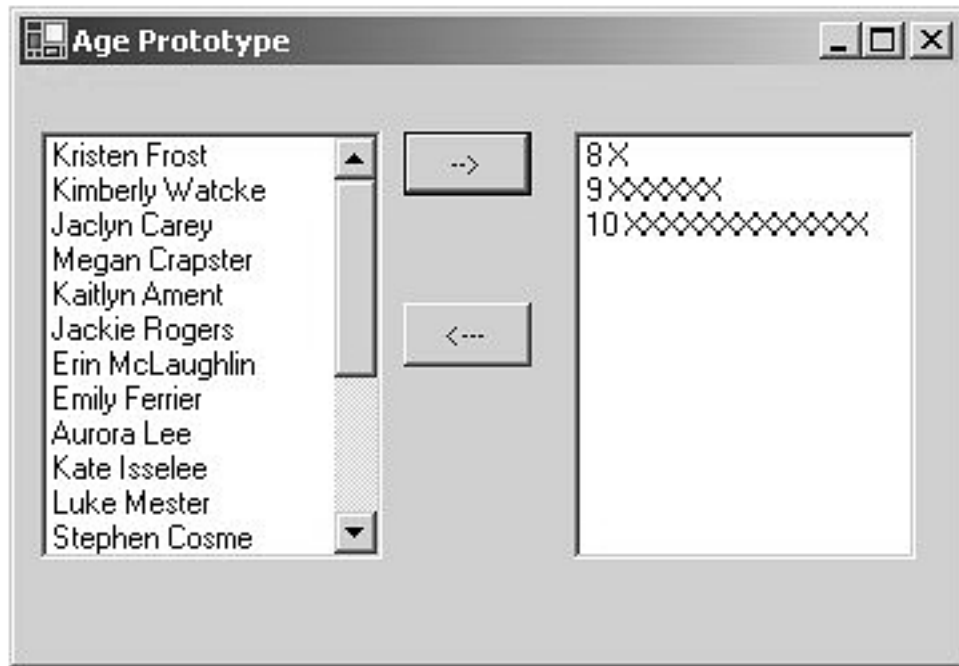 Age Prototype
Kristen Frost
Kimberly Watcke
Jaclyn Carey
Megan Crapster
Kaitlyn Ament
Jackie Rogers
Erin McLaughlin
Emily Ferrier
Aurora Lee
Kate Isselee
Luke Mester
Stephen Cosme
-->
<---
8 X
9 XXXXXX
10 XXXXXXXXXXXXX